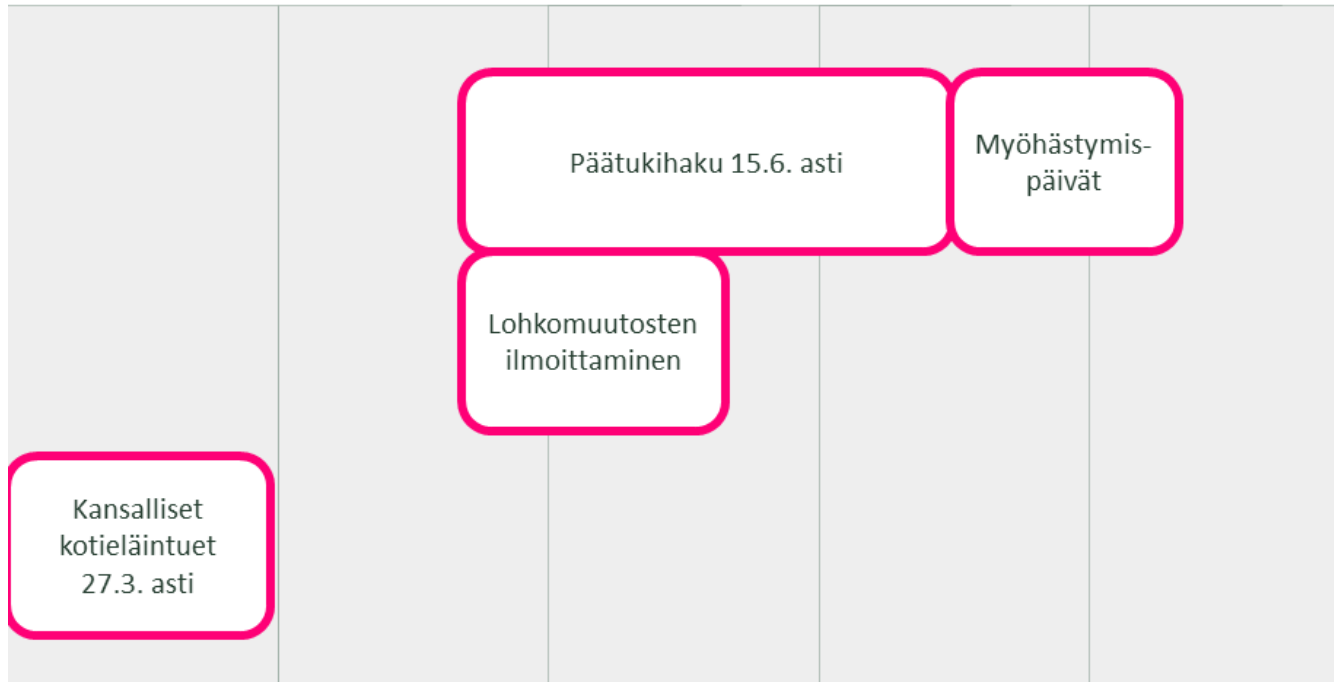 Päätukihaku 15.6. asti
Myöhästymis-
päivät
Lohkomuutosten
ilmoittaminen
Kansalliset
kotieläintuet
27.3. asti